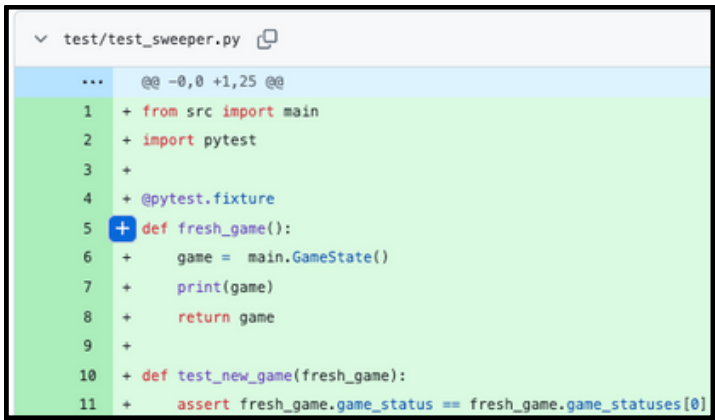 test/test_sweeper.py
... @@ -0,0 +1,25 @@
1 + from src import main
2 + import pytest
3 +
4 + @pytest.fixture
5 + def fresh_game():
6 +     game =  main.GameState()
7 +     print(game)
8 +     return game
9 +
10 + def test_new_game(fresh_game):
11 +     assert fresh_game.game_status == fresh_game.game_statuses[0]